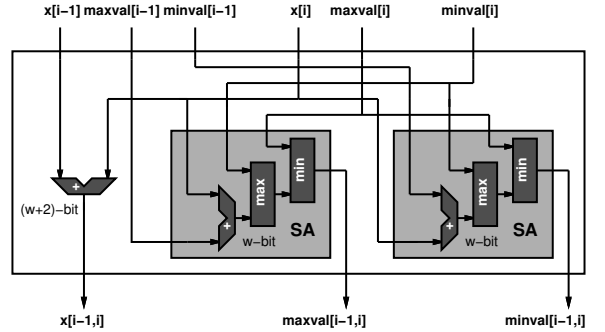 x[i−1] maxval[i−1] minval[i−1] x[i] maxval[i] minval[i]
+
(w+2)−bit
+
max
min
w−bit
SA
+
max
min
w−bit
SA
x[i−1,i] maxval[i−1,i] minval[i−1,i]